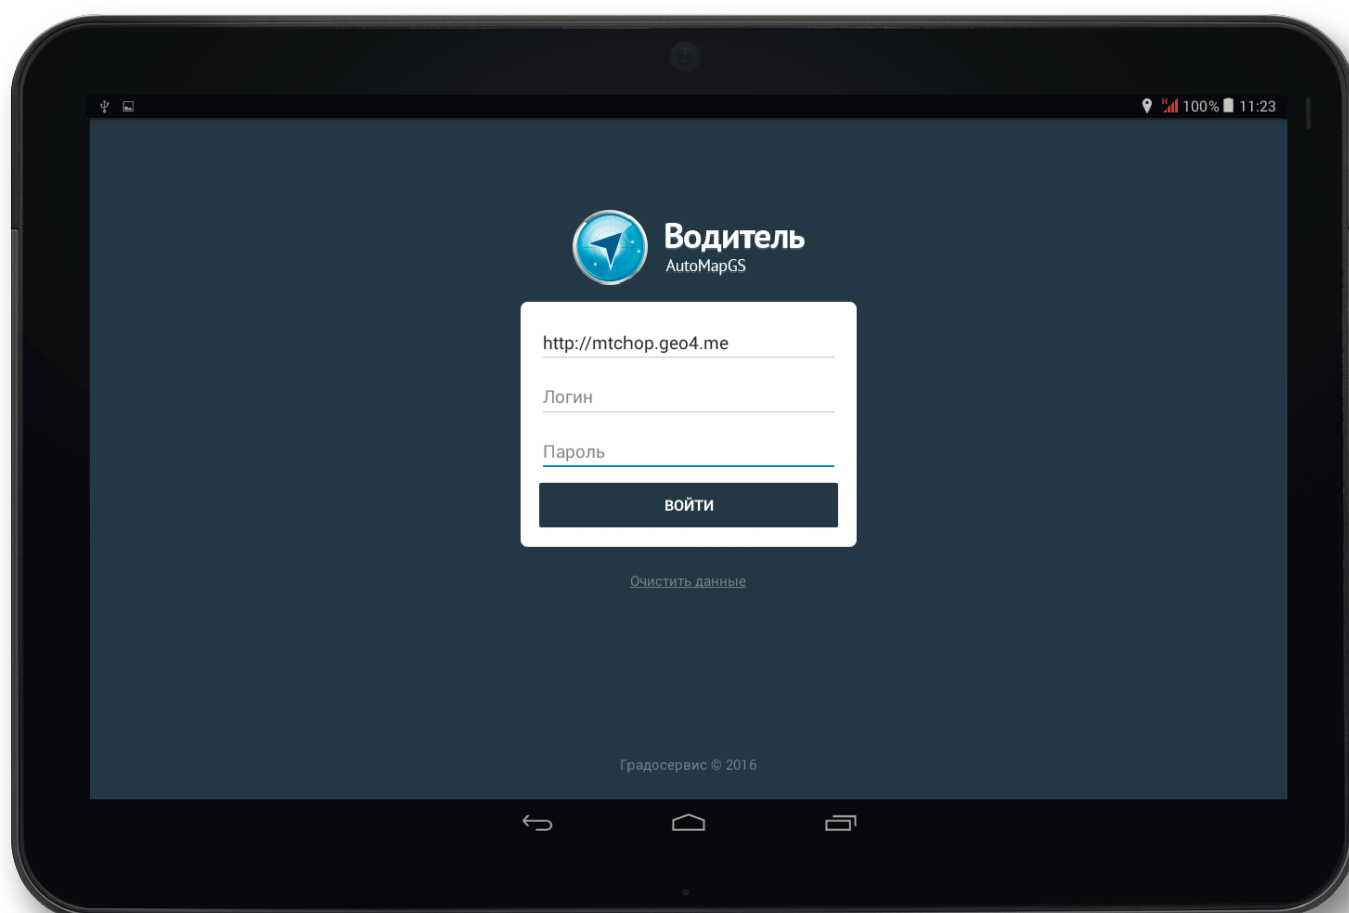 H 100% 11:23
Водитель
AutoMapGS
http://mtchop.geo4.me
Логин
Пароль
ВОЙТИ
Очистить данные
Градосервис © 2016